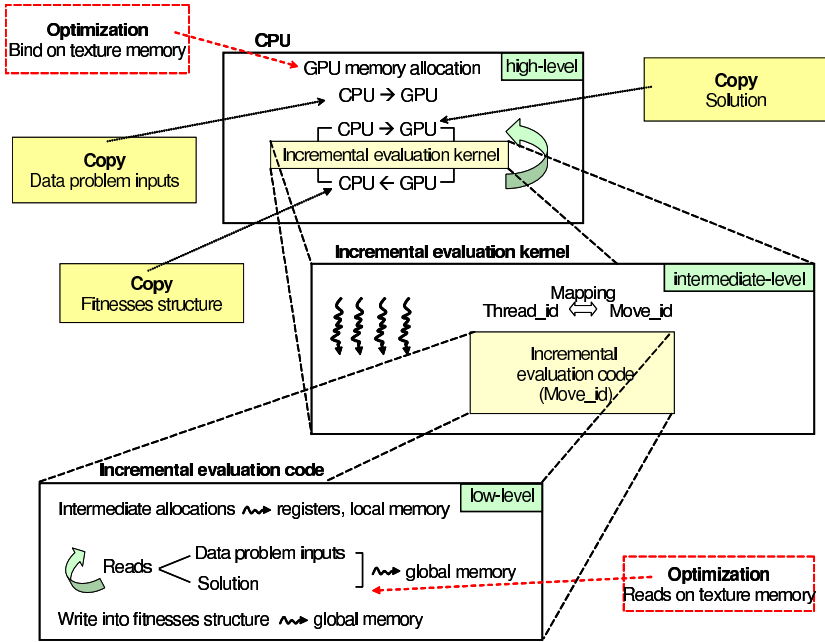 Optimization
Bind on texture memory
CPU
GPU memory allocation
high-level
CPU → GPU
Copy
Solution
CPU → GPU
Incremental evaluation kernel
CPU ← GPU
Copy
Data problem inputs
Copy
Fitnesses structure
Incremental evaluation kernel
intermediate-level
Mapping
Thread_id ⇔ Move_id
Incremental
evaluation code
(Move_id)
Incremental evaluation code
low-level
Intermediate allocations registers, local memory
Reads
Data problem inputs
Solution
global memory
Optimization
Reads on texture memory
Write into fitnesses structure global memory